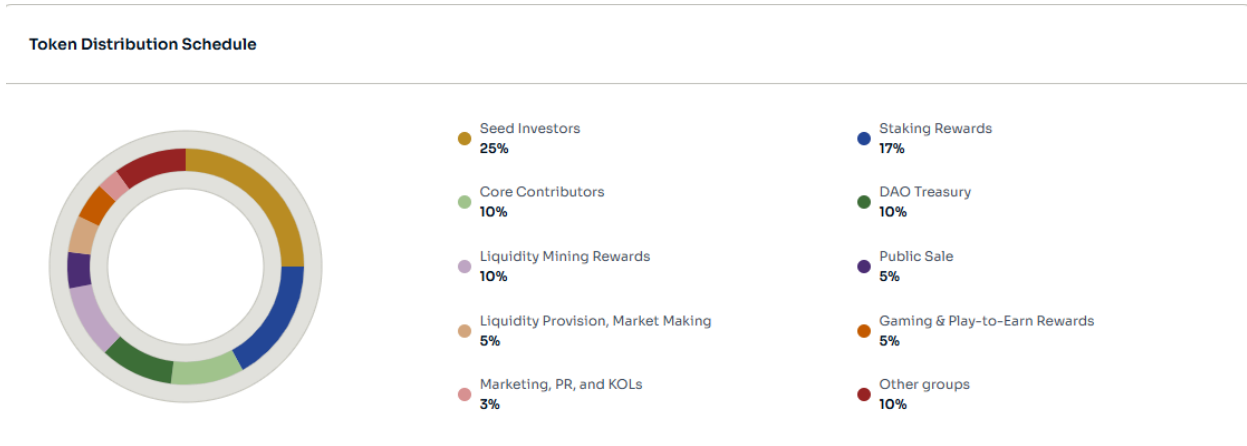 Token Distribution Schedule
Seed Investors
25%
Staking Rewards
17%
Core Contributors
10%
DAO Treasury
10%
Liquidity Mining Rewards
10%
Public Sale
5%
Liquidity Provision, Market Making
5%
Gaming & Play-to-Earn Rewards
5%
Marketing, PR, and KOLs
3%
Other groups
10%